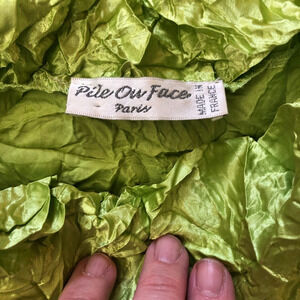 Pile Ou Face
Paris
MADE IN
FRANCE